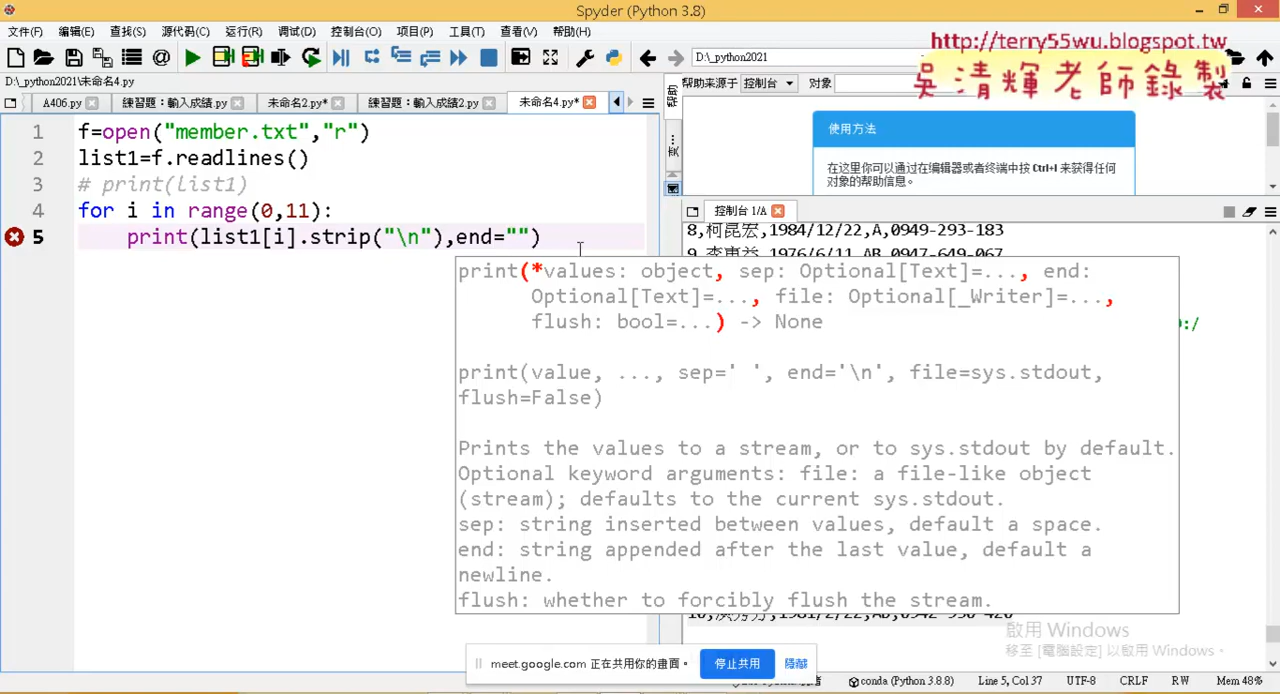 Spyder (Python 3.8)
文件(F) 编辑(E) 查找(S) 源代码(C) 运行(R) 调试(D) 控制台(O) 项目(P) 工具(T) 查看(V) 帮助(H)
D:\_python2021
http://terry55wu.blogspot.tw
吳清輝老師錄製
D:\_python2021\未命名4.py
帮助来源于 控制台 对象
A406.py 練習題：輸入成績.py 未命名2.py* 練習題：輸入成績2.py 未命名4.py*
使用方法
在这里你可以通过在编辑器或者终端中按 Ctrl+I 来获得任何
对象的帮助信息。
1 f=open("member.txt","r")
2 list1=f.readlines()
3 # print(list1)
4 for i in range(0,11):
5 print(list1[i].strip("\n"),end="")
控制台 1/A
8,柯昆宏,1984/12/22,A,0949-293-183
print(*values: object, sep: Optional[Text]=..., end:
Optional[Text]=..., file: Optional[_Writer]=...,
flush: bool=...) -> None
print(value, ..., sep=' ', end='\n', file=sys.stdout,
flush=False)
Prints the values to a stream, or to sys.stdout by default.
Optional keyword arguments: file: a file-like object
(stream); defaults to the current sys.stdout.
sep: string inserted between values, default a space.
end: string appended after the last value, default a
newline.
flush: whether to forcibly flush the stream.
啟用 Windows
移至 [電腦設定] 以啟用 Windows。
meet.google.com 正在共用你的畫面。 停止共用 隱藏
conda (Python 3.8.8) Line 5, Col 37 UTF-8 CRLF RW Mem 48%